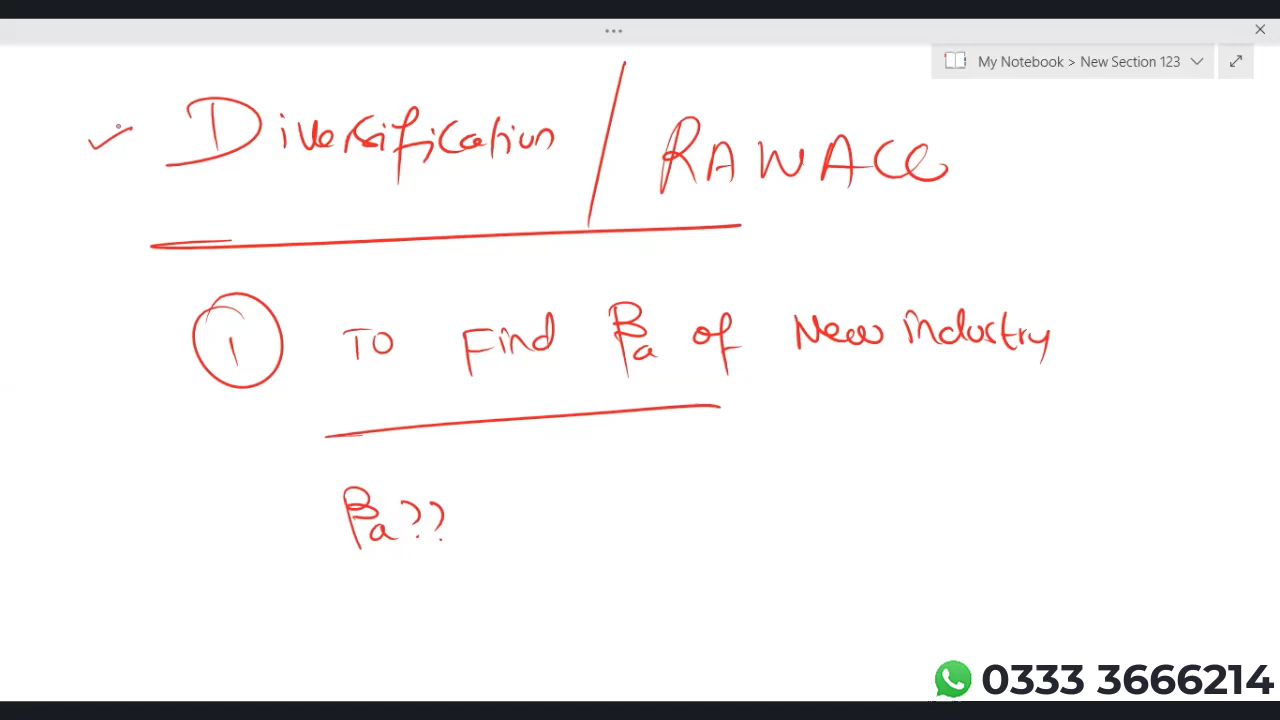 ...
My Notebook > New Section 123
Diversification / RAWACC
1 To Find βa of New industry
βa??
0333 3666214